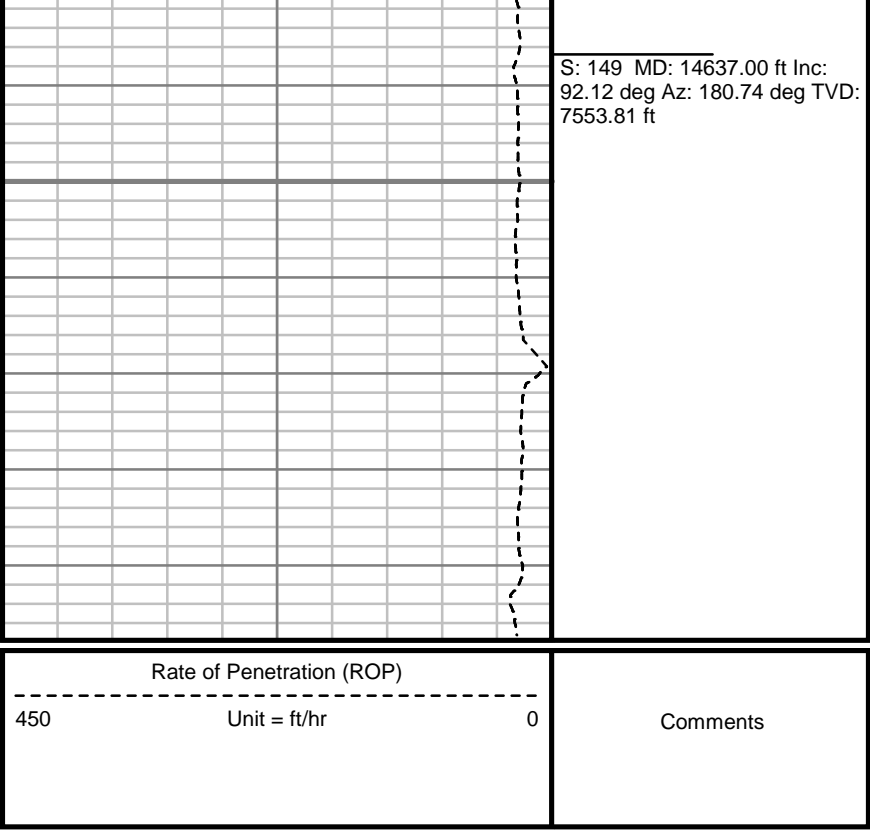 S: 149 MD: 14637.00 ft Inc:
92.12 deg Az: 180.74 deg TVD:
7553.81 ft
Rate of Penetration (ROP)
450 Unit = ft/hr 0
Comments